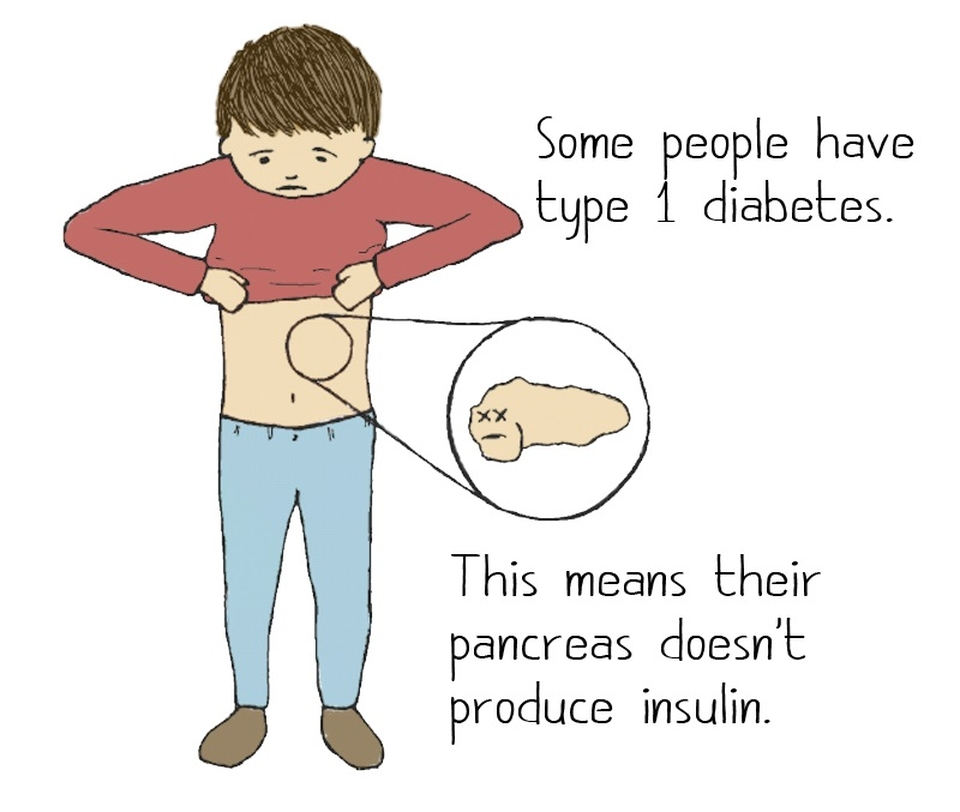 Some people have
type 1 diabetes.
This means their
pancreas doesn't
produce insulin.